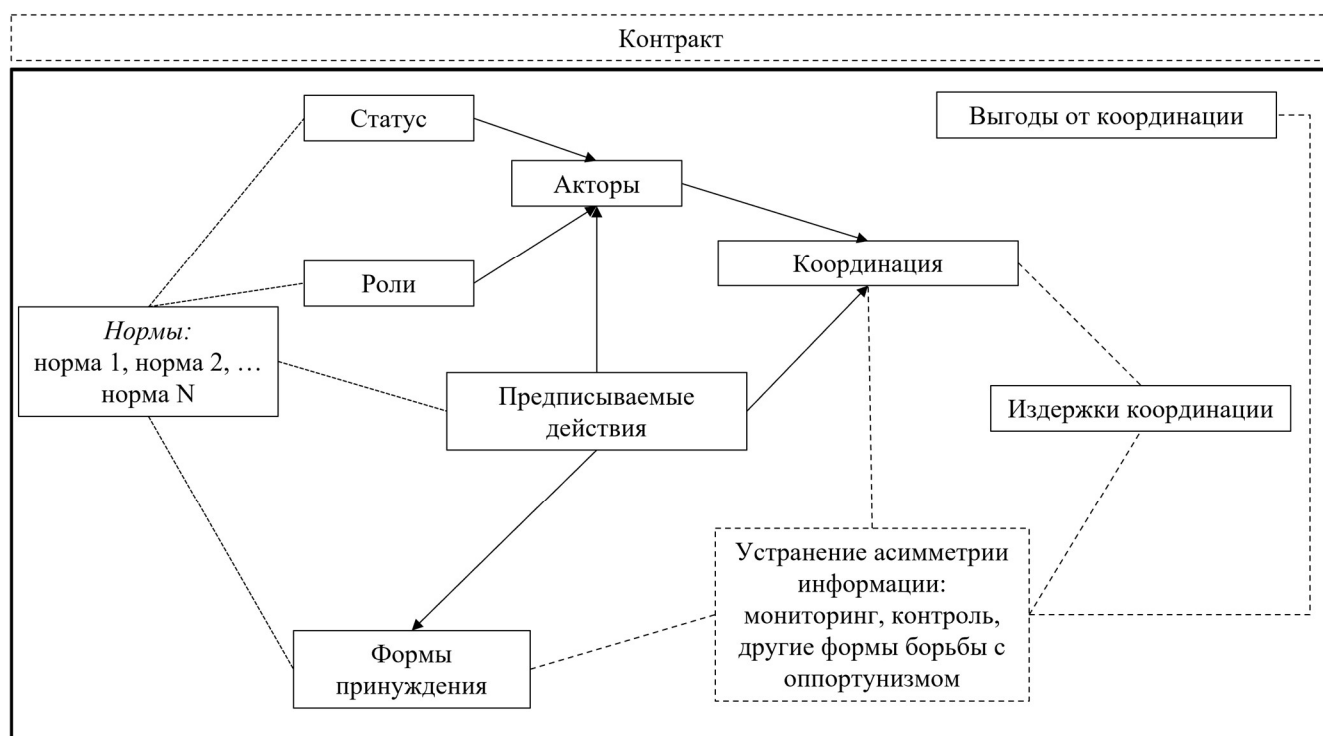 Контракт
Статус
Выгоды от координации
Акторы
Координация
Роли
Нормы:
норма 1, норма 2, …
норма N
Предписываемые
действия
Издержки координации
Устранение асимметрии
информации:
мониторинг, контроль,
другие формы борьбы с
оппортунизмом
Формы
принуждения